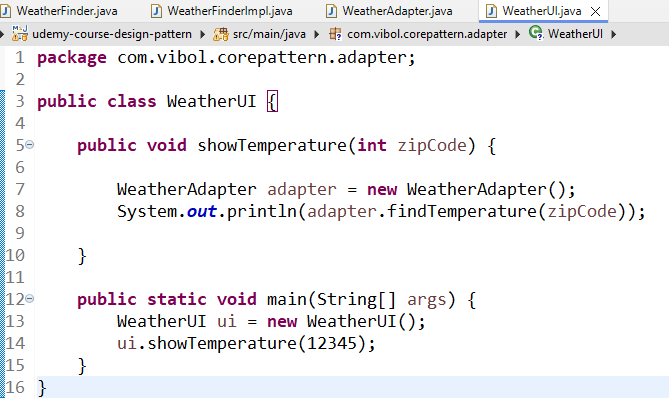 WeatherFinder.java WeatherFinderImpl.java WeatherAdapter.java WeatherUI.java
udemy-course-design-pattern src/main/java com.vibol.corepattern.adapter WeatherUI
1 package com.vibol.corepattern.adapter;
2
3 public class WeatherUI {
4
5 public void showTemperature(int zipCode) {
6
7 WeatherAdapter adapter = new WeatherAdapter();
8 System.out.println(adapter.findTemperature(zipCode));
9
10 }
11
12 public static void main(String[] args) {
13 WeatherUI ui = new WeatherUI();
14 ui.showTemperature(12345);
15 }
16 }